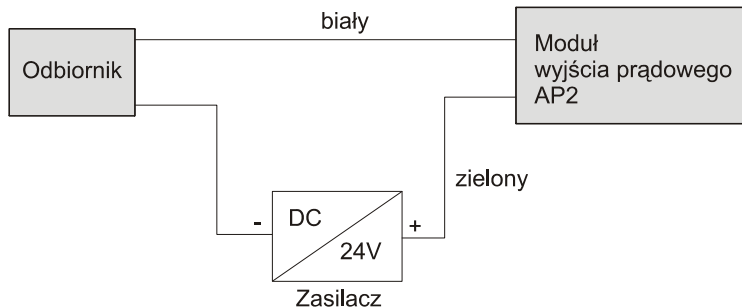 biały
Odbiornik
Moduł
wyjścia prądowego
AP2
zielony
-
DC
+
24V
Zasilacz